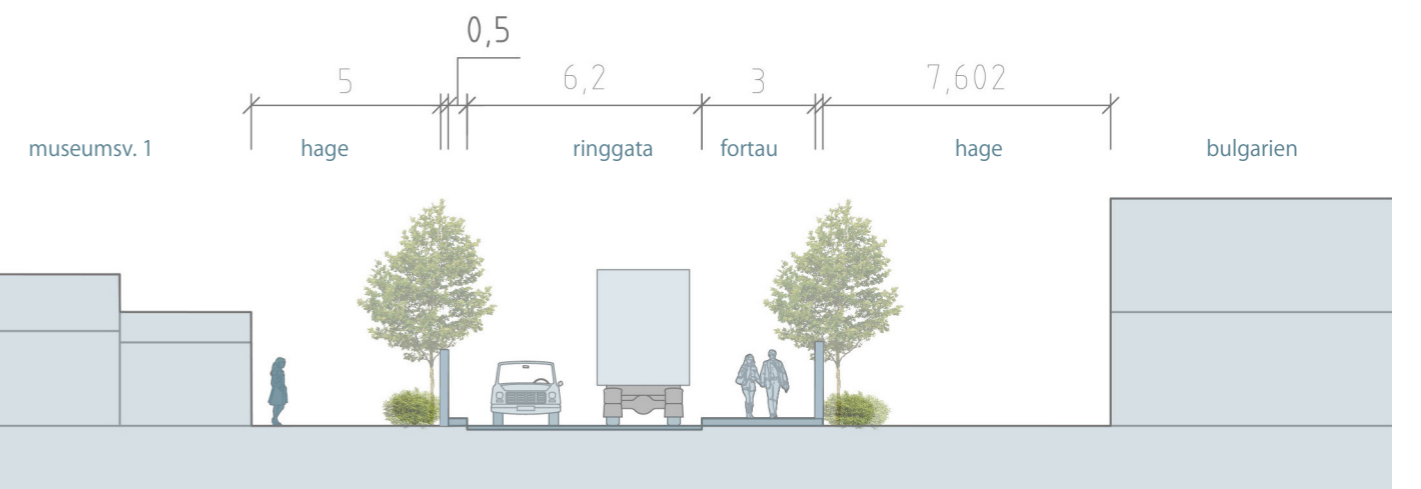 0,5
5 6,2 3 7,602
museumsv. 1 hage ringgata fortau hage bulgarien